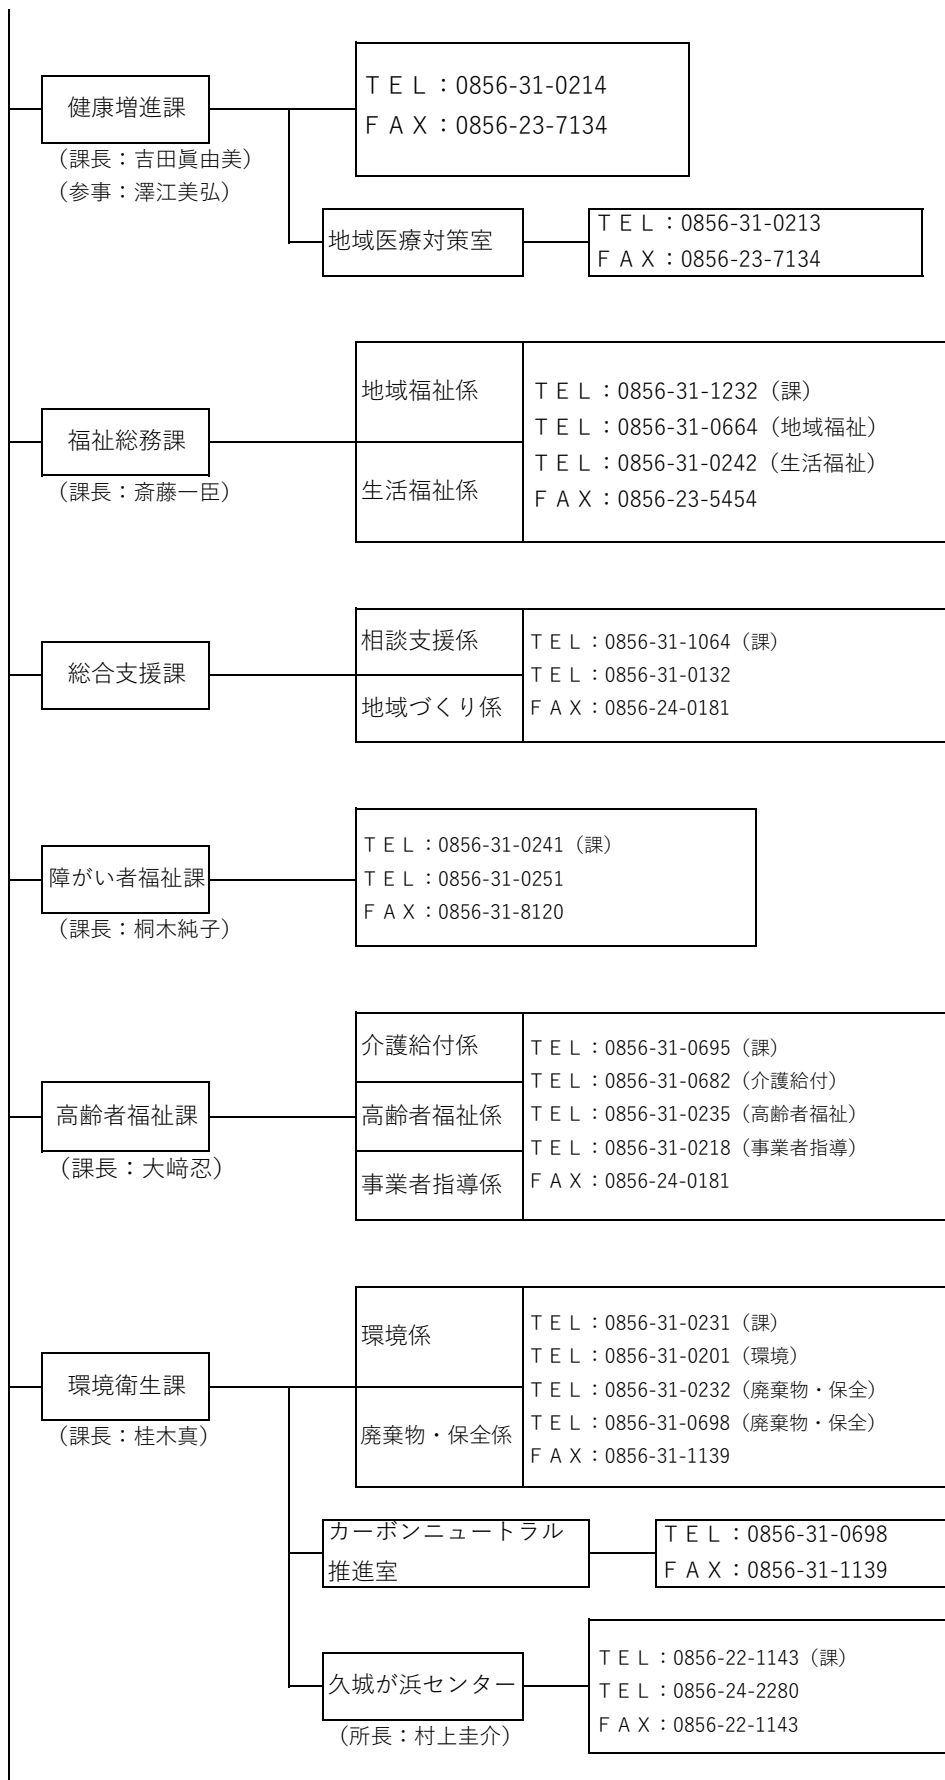 健康増進課
（課長：吉田眞由美）
（参事：澤江美弘）
ＴＥＬ：0856-31-0214
ＦＡＸ：0856-23-7134
地域医療対策室
ＴＥＬ：0856-31-0213
ＦＡＸ：0856-23-7134
福祉総務課
（課長：斎藤一臣）
地域福祉係
生活福祉係
ＴＥＬ：0856-31-1232（課）
ＴＥＬ：0856-31-0664（地域福祉）
ＴＥＬ：0856-31-0242（生活福祉）
ＦＡＸ：0856-23-5454
総合支援課
相談支援係
地域づくり係
ＴＥＬ：0856-31-1064（課）
ＴＥＬ：0856-31-0132
ＦＡＸ：0856-24-0181
障がい者福祉課
（課長：桐木純子）
ＴＥＬ：0856-31-0241（課）
ＴＥＬ：0856-31-0251
ＦＡＸ：0856-31-8120
高齢者福祉課
（課長：大﨑忍）
介護給付係
高齢者福祉係
事業者指導係
ＴＥＬ：0856-31-0695（課）
ＴＥＬ：0856-31-0682（介護給付）
ＴＥＬ：0856-31-0235（高齢者福祉）
ＴＥＬ：0856-31-0218（事業者指導）
ＦＡＸ：0856-24-0181
環境衛生課
（課長：桂木真）
環境係
廃棄物・保全係
ＴＥＬ：0856-31-0231（課）
ＴＥＬ：0856-31-0201（環境）
ＴＥＬ：0856-31-0232（廃棄物・保全）
ＴＥＬ：0856-31-0698（廃棄物・保全）
ＦＡＸ：0856-31-1139
カーボンニュートラル
推進室
ＴＥＬ：0856-31-0698
ＦＡＸ：0856-31-1139
久城が浜センター
（所長：村上圭介）
ＴＥＬ：0856-22-1143（課）
ＴＥＬ：0856-24-2280
ＦＡＸ：0856-22-1143